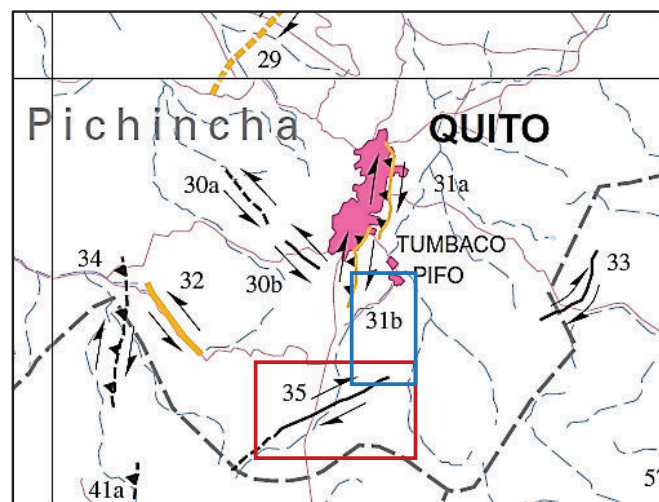 29
Pichincha
QUITO
30a
31a
TUMBACO
34
32
30b
PIFO
33
31b
35
41a